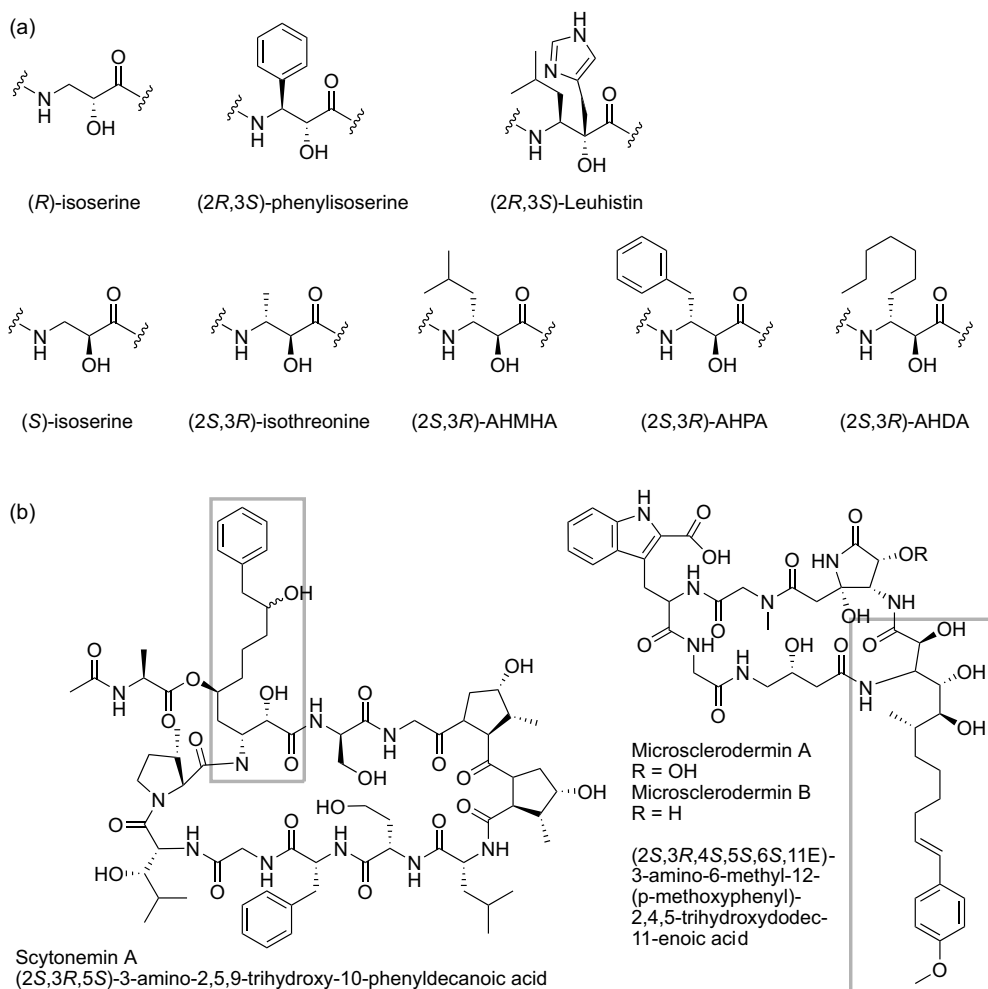 (a)
(R)-isoserine
(2R,3S)-phenylisoserine
(2R,3S)-Leuhistin
(S)-isoserine
(2S,3R)-isothreonine
(2S,3R)-AHMHA
(2S,3R)-AHPA
(2S,3R)-AHDA
(b)
Scytonemin A
(2S,3R,5S)-3-amino-2,5,9-trihydroxy-10-phenyldecanoic acid
Microsclerodermin A
R = OH
Microsclerodermin B
R = H
(2S,3R,4S,5S,6S,11E)-
3-amino-6-methyl-12-
(p-methoxyphenyl)-
2,4,5-trihydroxydodec-
11-enoic acid